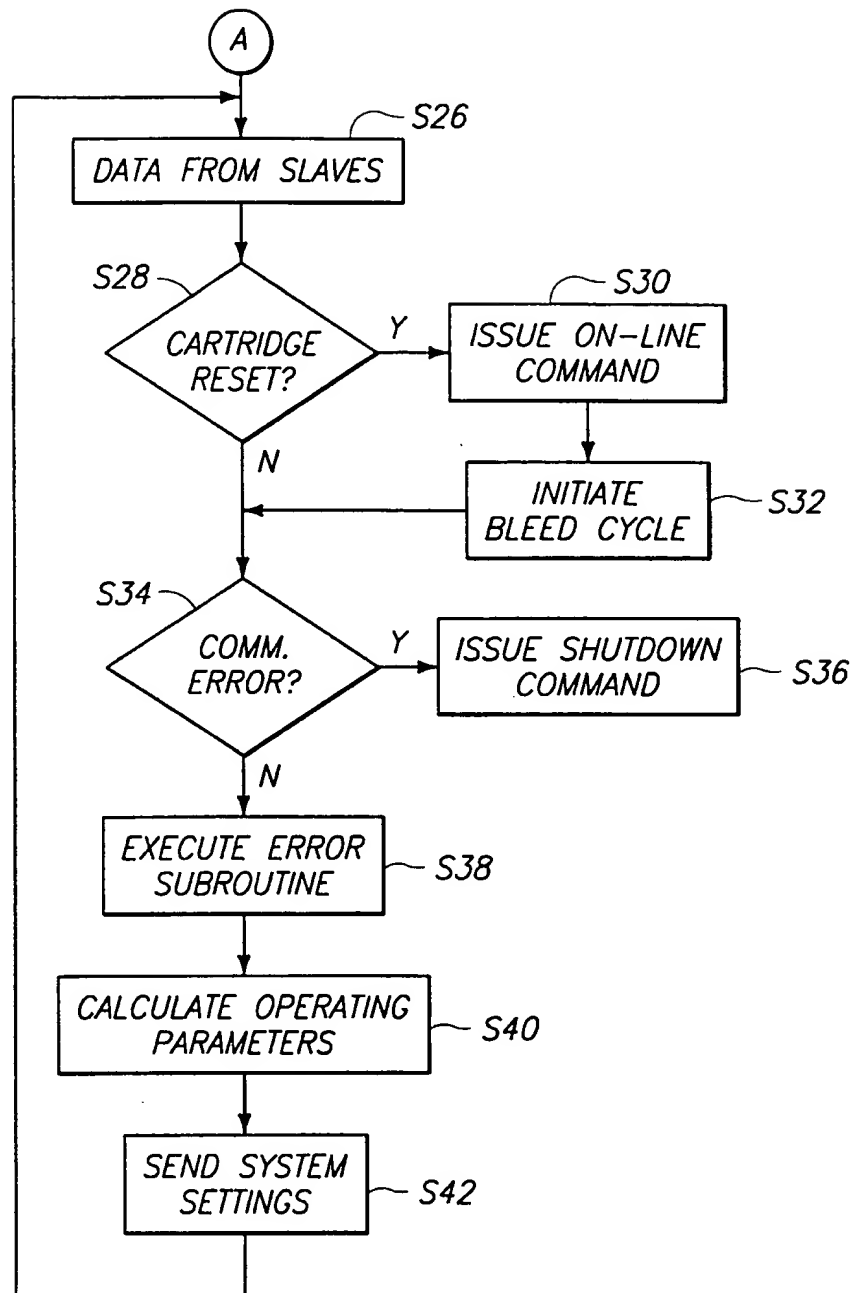 A
S26
DATA FROM SLAVES
S28
CARTRIDGE
RESET?
Y
S30
ISSUE ON-LINE
COMMAND
N
INITIATE
BLEED CYCLE
S32
S34
COMM.
ERROR?
Y
ISSUE SHUTDOWN
COMMAND
S36
N
EXECUTE ERROR
SUBROUTINE
S38
CALCULATE OPERATING
PARAMETERS
S40
SEND SYSTEM
SETTINGS
S42